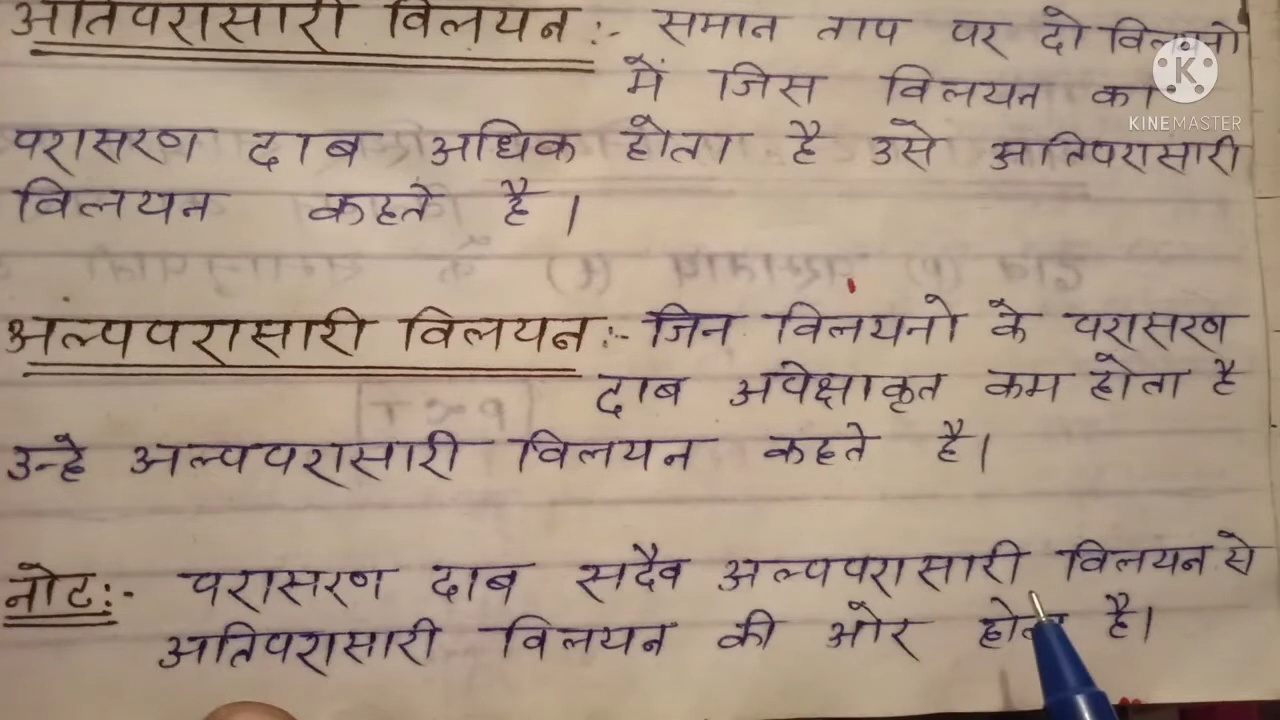 अतिपरासारी विलयन :- समान ताप पर दो विलयनो
में जिस विलयन का
परासरण दाब अधिक होता है उसे अतिपरासारी
विलयन कहते है।
अल्पपरासारी विलयन :- जिन विलयनो के परासरण
दाब अपेक्षाकृत कम होता है
उन्हे अल्पपरासारी विलयन कहते है।
नोट :- परासरण दाब सदैव अल्पपरासारी विलयन से
अतिपरासारी विलयन की ओर होता है।
K
KINEMASTER